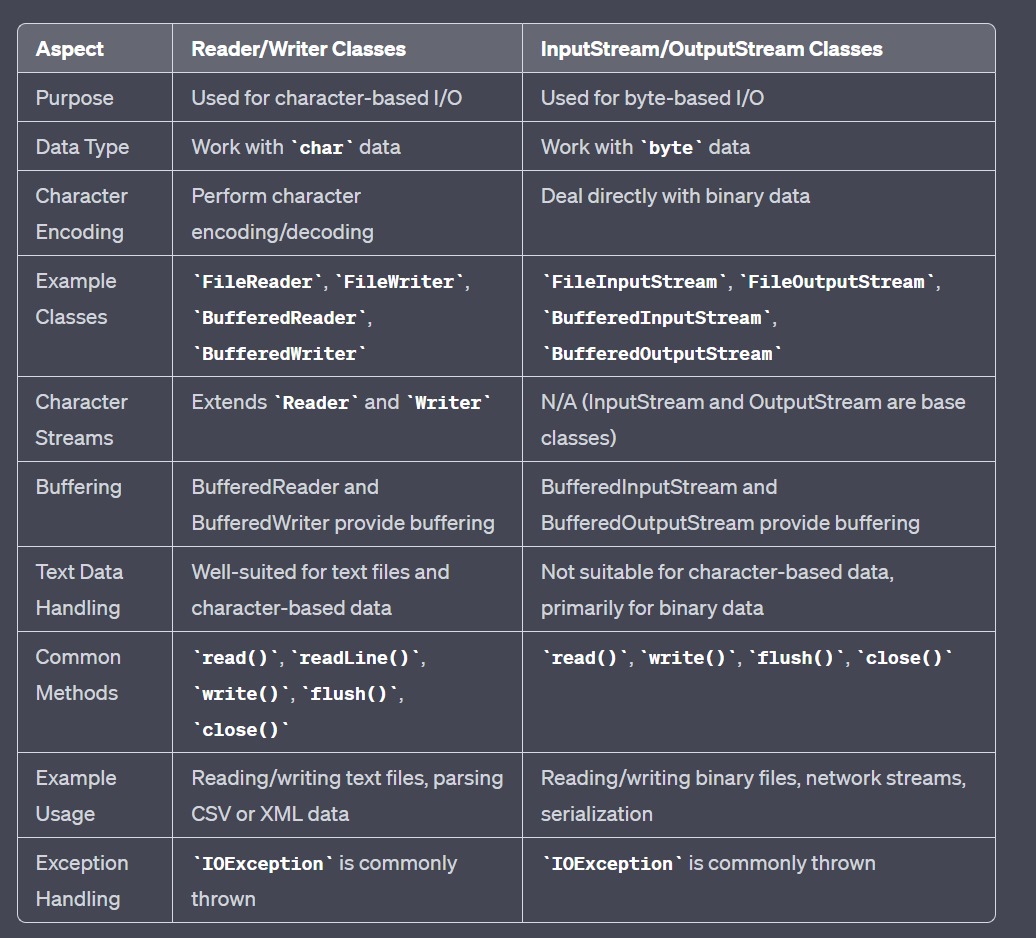 Aspect Reader/Writer Classes InputStream/OutputStream Classes
Purpose Used for character-based I/O Used for byte-based I/O
Data Type Work with `char` data Work with `byte` data
Character Perform character Deal directly with binary data
Encoding encoding/decoding
Example `FileReader`, `FileWriter`, `FileInputStream`, `FileOutputStream`,
Classes `BufferedReader`, `BufferedInputStream`,
`BufferedWriter` `BufferedOutputStream`
Character Extends `Reader` and `Writer` N/A (InputStream and OutputStream are base
Streams classes)
Buffering BufferedReader and BufferedInputStream and
BufferedWriter provide buffering BufferedOutputStream provide buffering
Text Data Well-suited for text files and Not suitable for character-based data,
Handling character-based data primarily for binary data
Common `read()`, `readLine()`, `read()`, `write()`, `flush()`, `close()`
Methods `write()`, `flush()`,
`close()`
Example Reading/writing text files, parsing Reading/writing binary files, network streams,
Usage CSV or XML data serialization
Exception `IOException` is commonly `IOException` is commonly thrown
Handling thrown